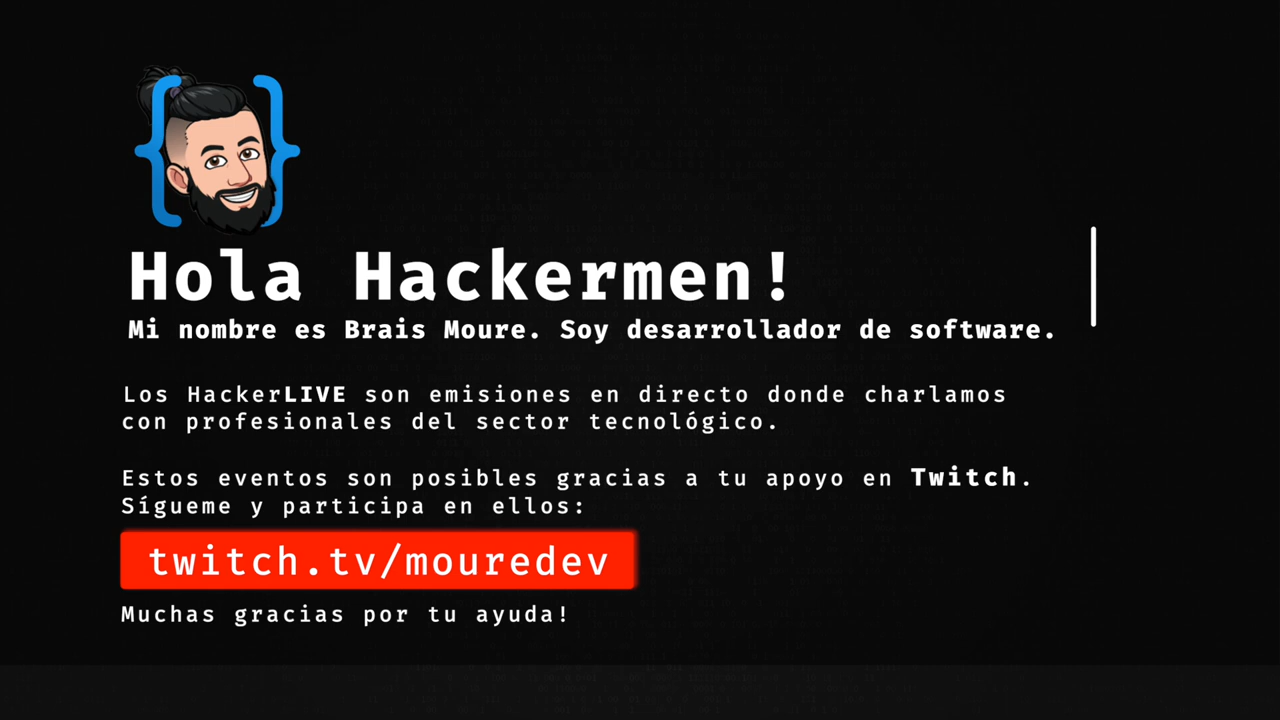 Hola Hackermen!
Mi nombre es Brais Moure. Soy desarrollador de software.
Los HackerLIVE son emisiones en directo donde charlamos
con profesionales del sector tecnológico.
Estos eventos son posibles gracias a tu apoyo en Twitch.
Sígueme y participa en ellos:
twitch.tv/mouredev
Muchas gracias por tu ayuda!